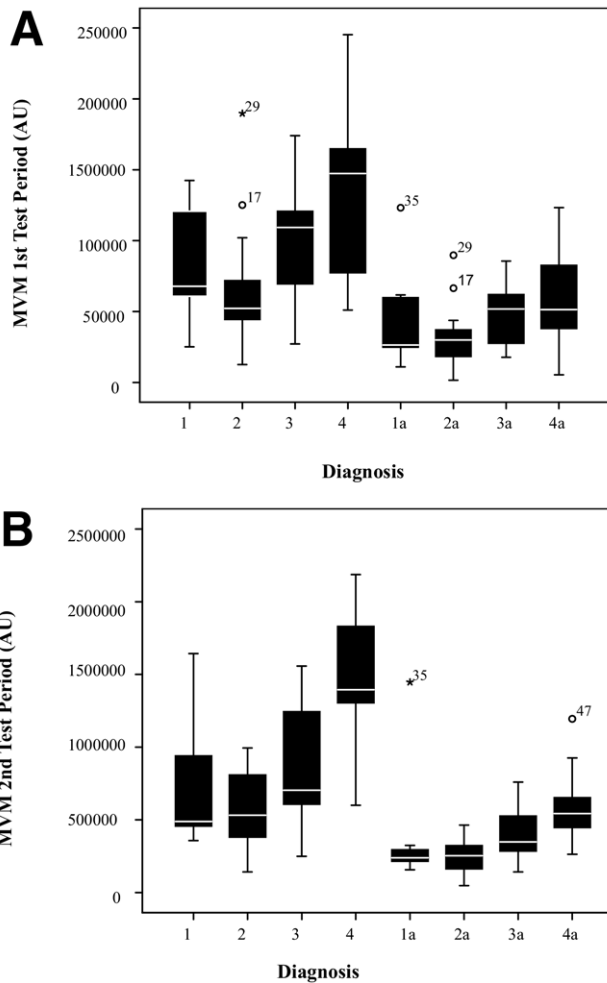 A
MVM 1st Test Period (AU)
250000
200000
1500000
100000
50000
0
29
17
35
29
17
1 2 3 4 1a 2a 3a 4a
Diagnosis
B
MVM 2nd Test Period (AU)
2500000
2000000
1500000
1000000
500000
0
35
47
1 2 3 4 1a 2a 3a 4a
Diagnosis